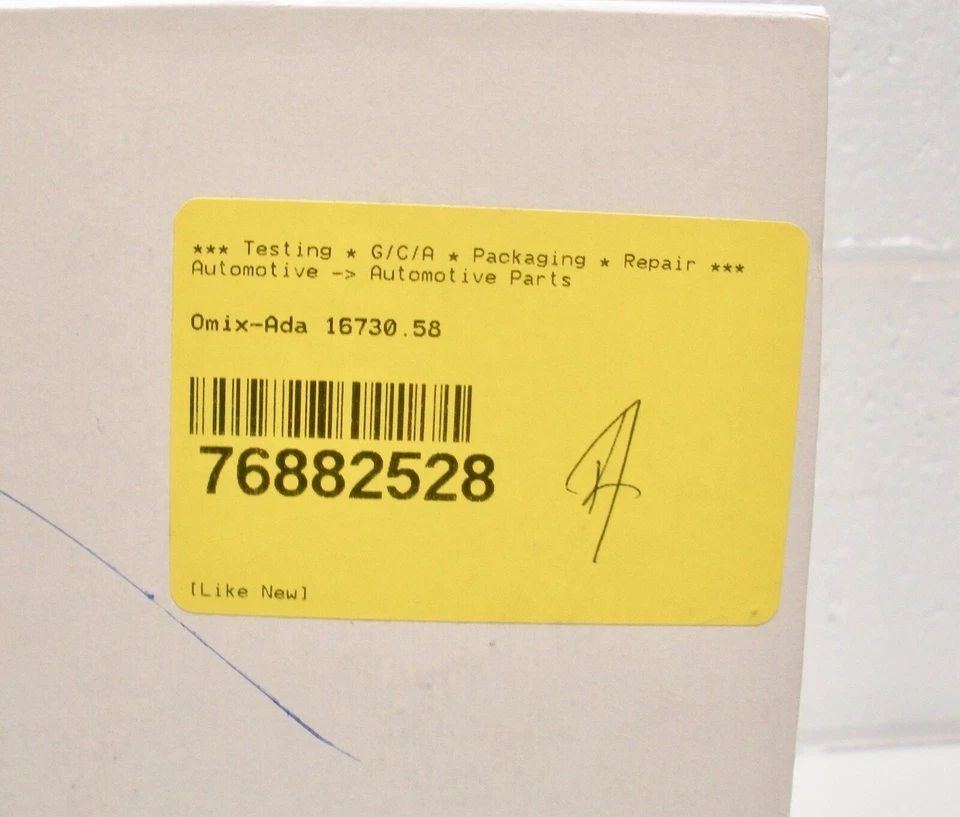 *** Testing * G/C/A * Packaging * Repair ***
Automotive -> Automotive Parts
Omix-Ada 16730.58
76882528
[Like New]